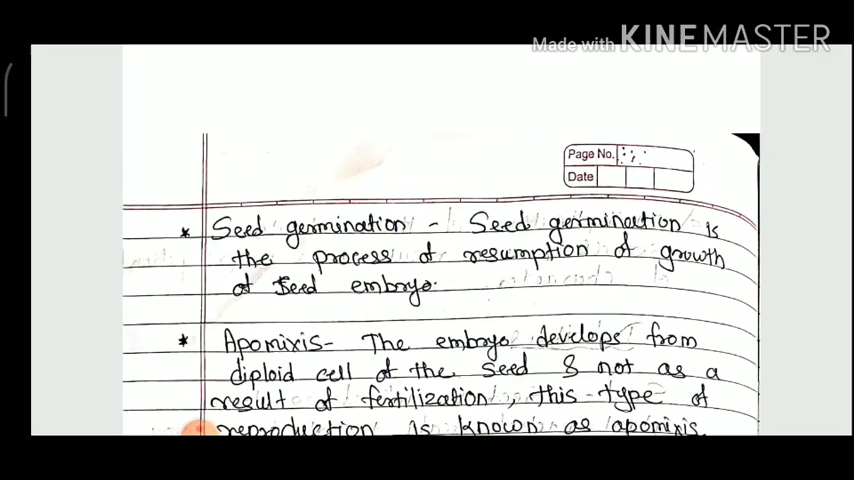 Made with KINEMASTER
Page No.
Date
* Seed germination - Seed germination is
the process of resumption of growth
of seed embryo.
* Apomixis - The embryo develops from
diploid cell of the seed & not as a
result of fertilization, this type of
reproduction is known as apomixis.